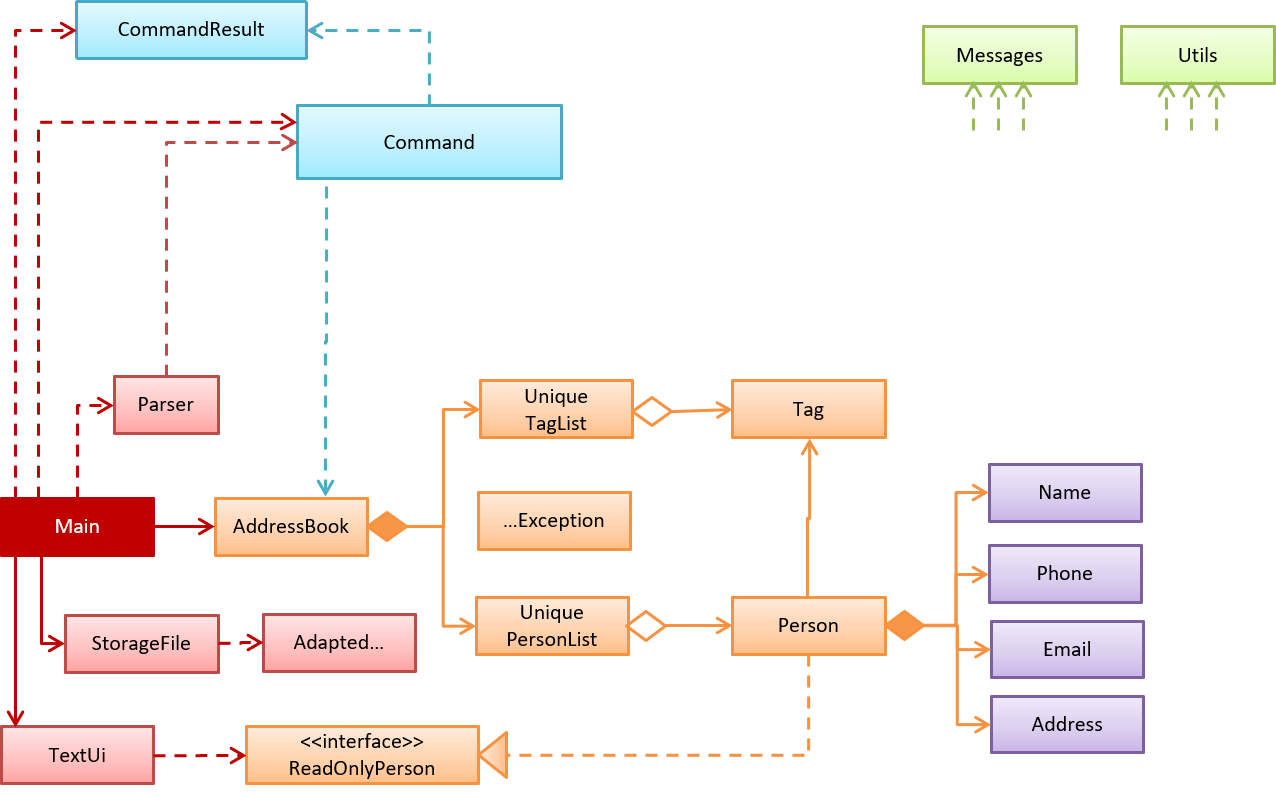 CommandResult
Messages
Utils
Command
Parser
Unique
TagList
Tag
Main
AddressBook
...Exception
Name
Phone
Unique
PersonList
Person
Email
StorageFile
Adapted...
Address
TextUi
<<interface>>
ReadOnlyPerson